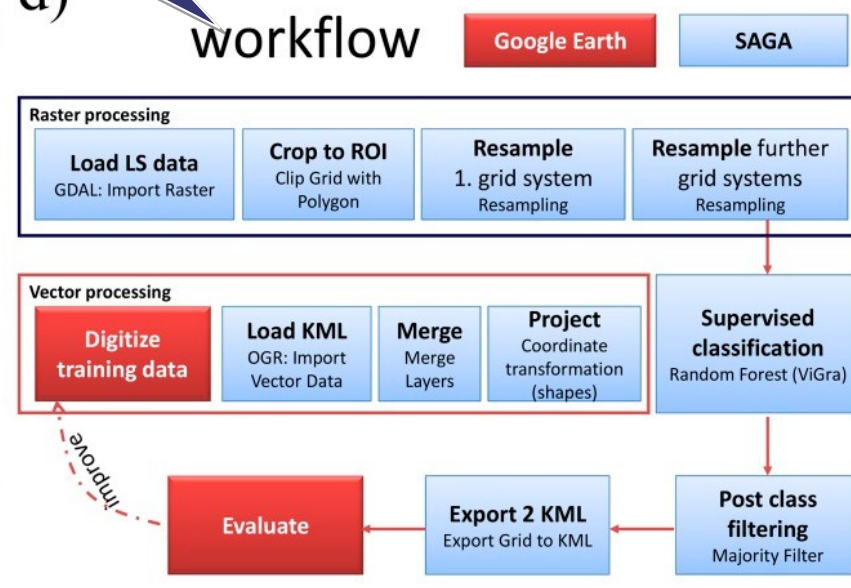 d)
workflow
Google Earth
SAGA
Raster processing
Load LS data
GDAL: Import Raster
Crop to ROI
Clip Grid with
Polygon
Resample
1. grid system
Resampling
Resample further
grid systems
Resampling
Vector processing
Digitize
training data
Load KML
OGR: Import
Vector Data
Merge
Merge
Layers
Project
Coordinate
transformation
(shapes)
Supervised
classification
Random Forest (ViGra)
improve
Evaluate
Export 2 KML
Export Grid to KML
Post class
filtering
Majority Filter